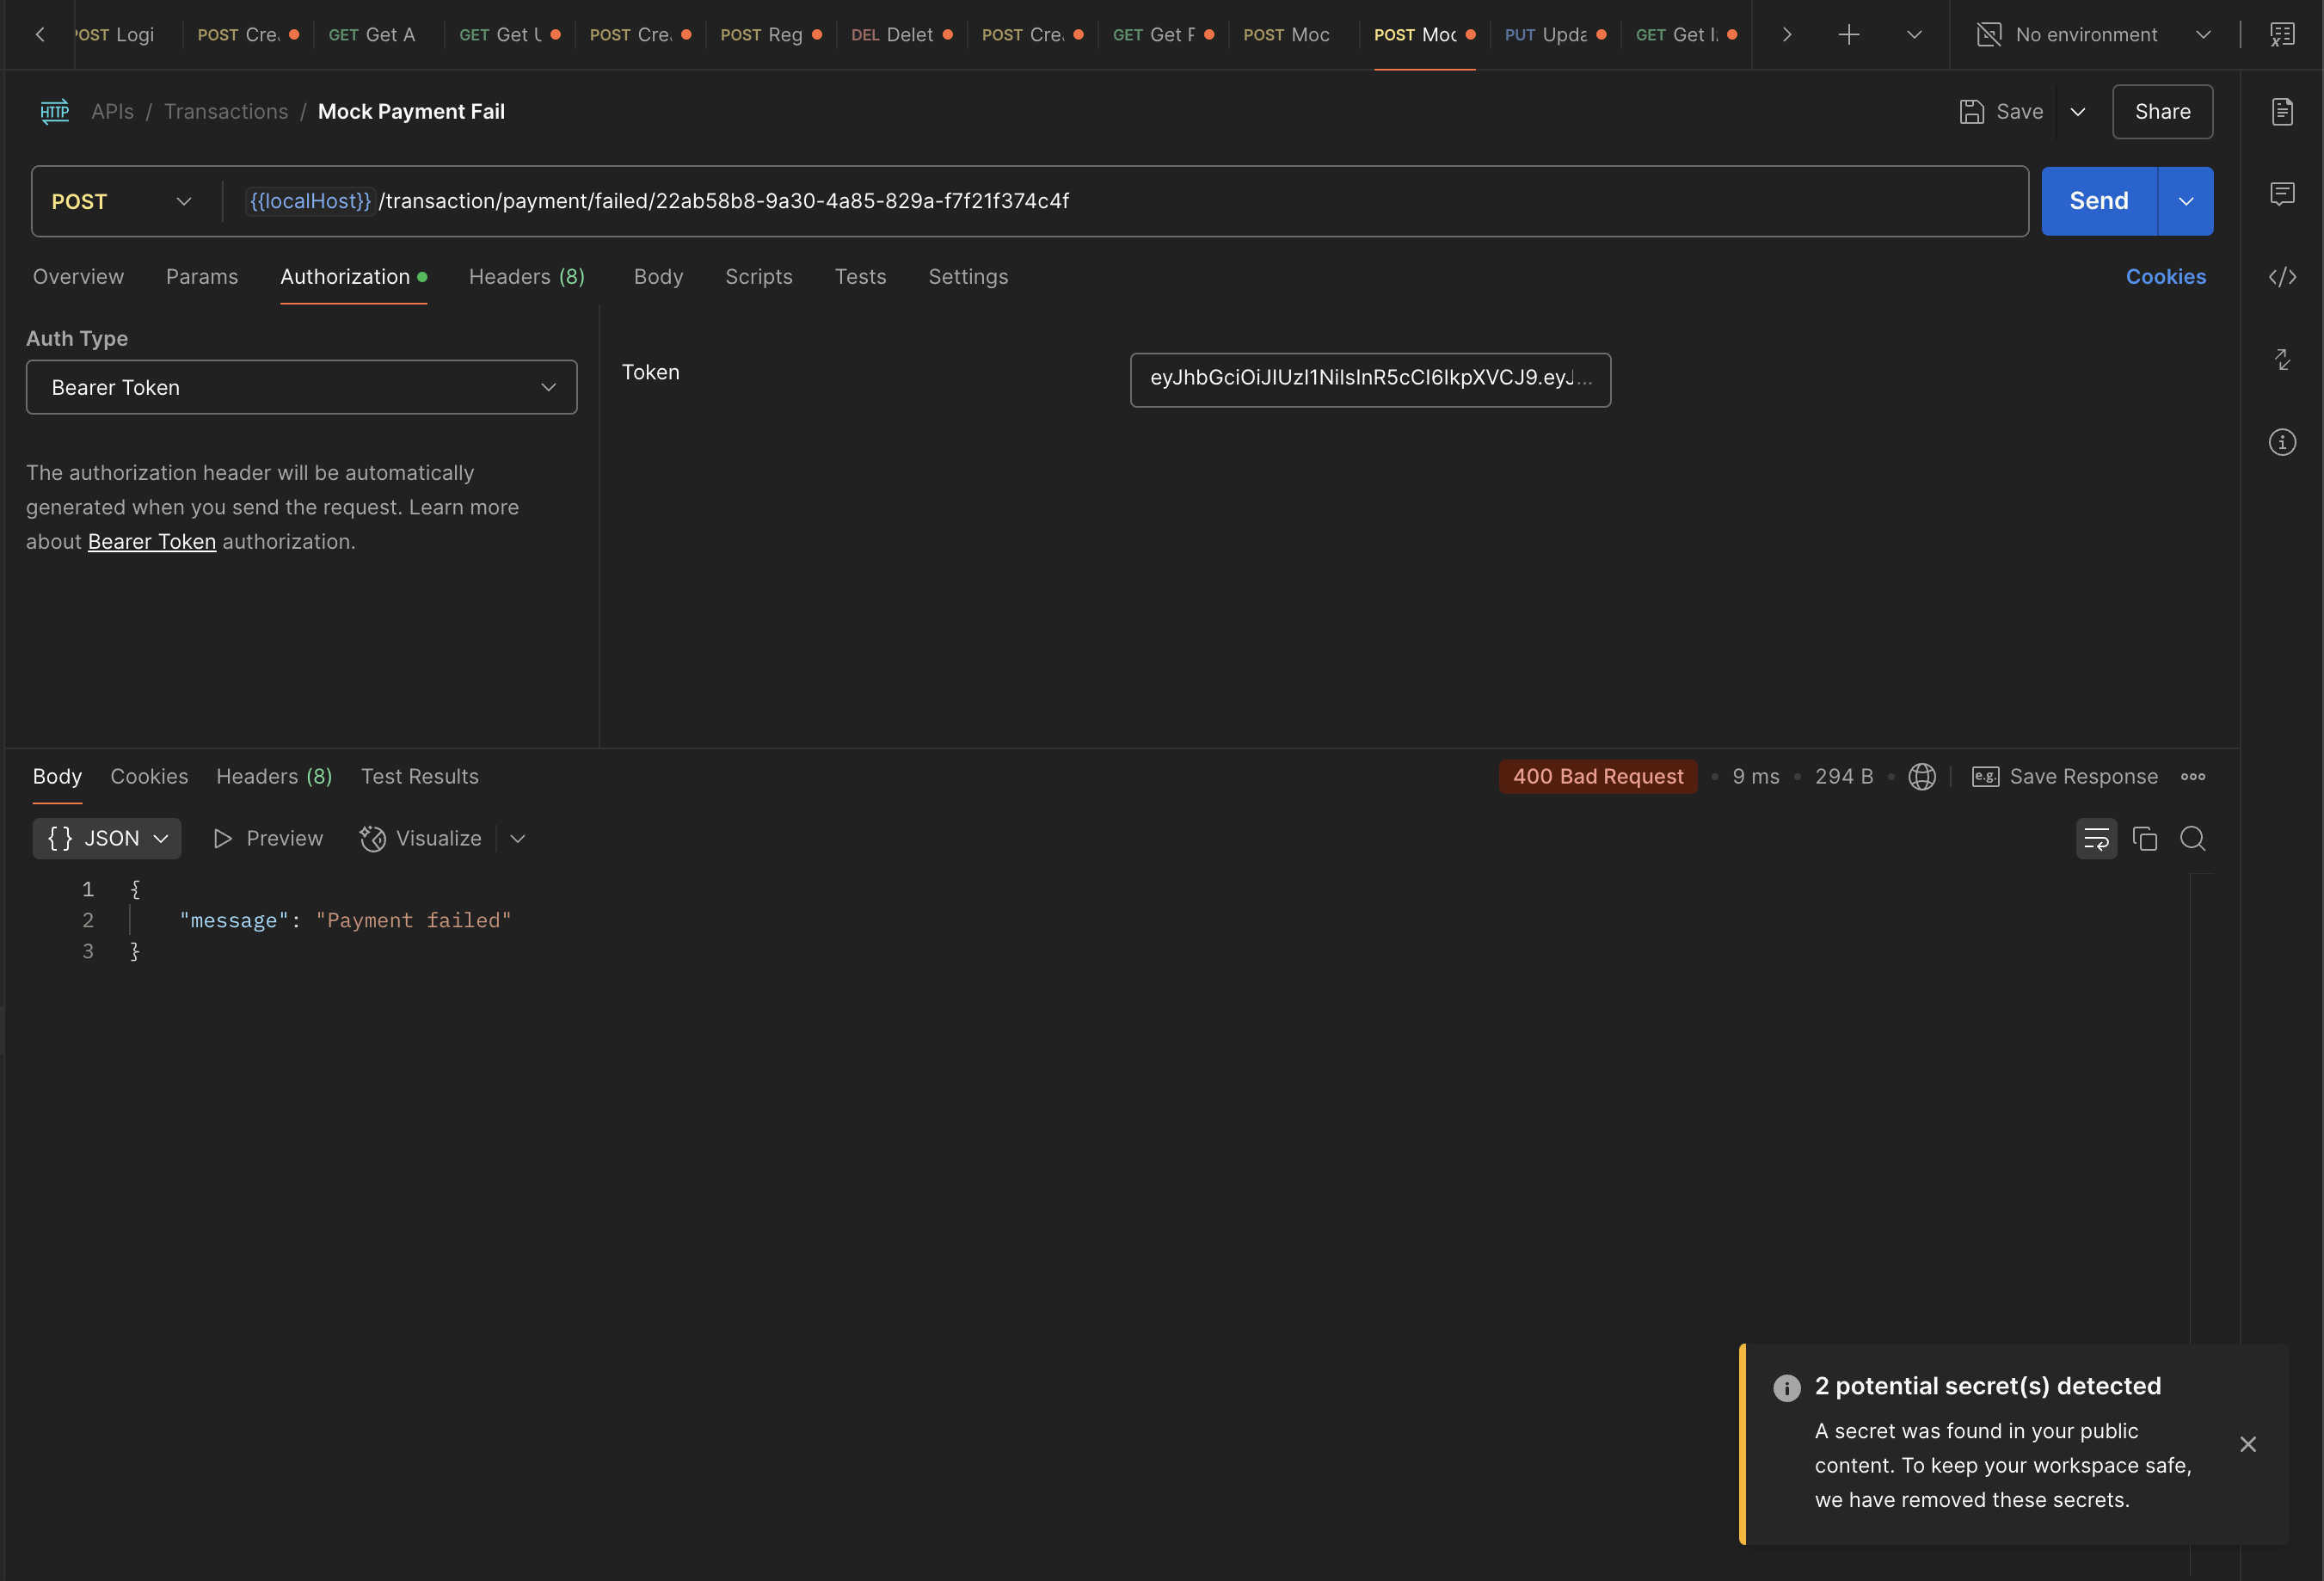 POST Logi
POST Cre.
GET Get A
GET Get U
POST Cre.
POST Reg
DEL Delet
POST Cre.
GET Get F
POST Moc
POST Moc
PUT Upda
GET Get I.
No environment
HTTP APIs / Transactions / Mock Payment Fail
Save
Share
POST
{{localHost}}/transaction/payment/failed/22ab58b8-9a30-4a85-829a-f7f21f374c4f
Send
Overview
Params
Authorization
Headers (8)
Body
Scripts
Tests
Settings
Cookies
Auth Type
Bearer Token
The authorization header will be automatically
generated when you send the request. Learn more
about Bearer Token authorization.
Token
eyJhbGciOiJIUzI1NiIsInR5cCI6IkpXVCJ9.eyJ...
Body
Cookies
Headers (8)
Test Results
400 Bad Request
9 ms
294 B
e.g. Save Response
{} JSON
Preview
Visualize
1 {
2 "message": "Payment failed"
3 }
2 potential secret(s) detected
A secret was found in your public
content. To keep your workspace safe,
we have removed these secrets.